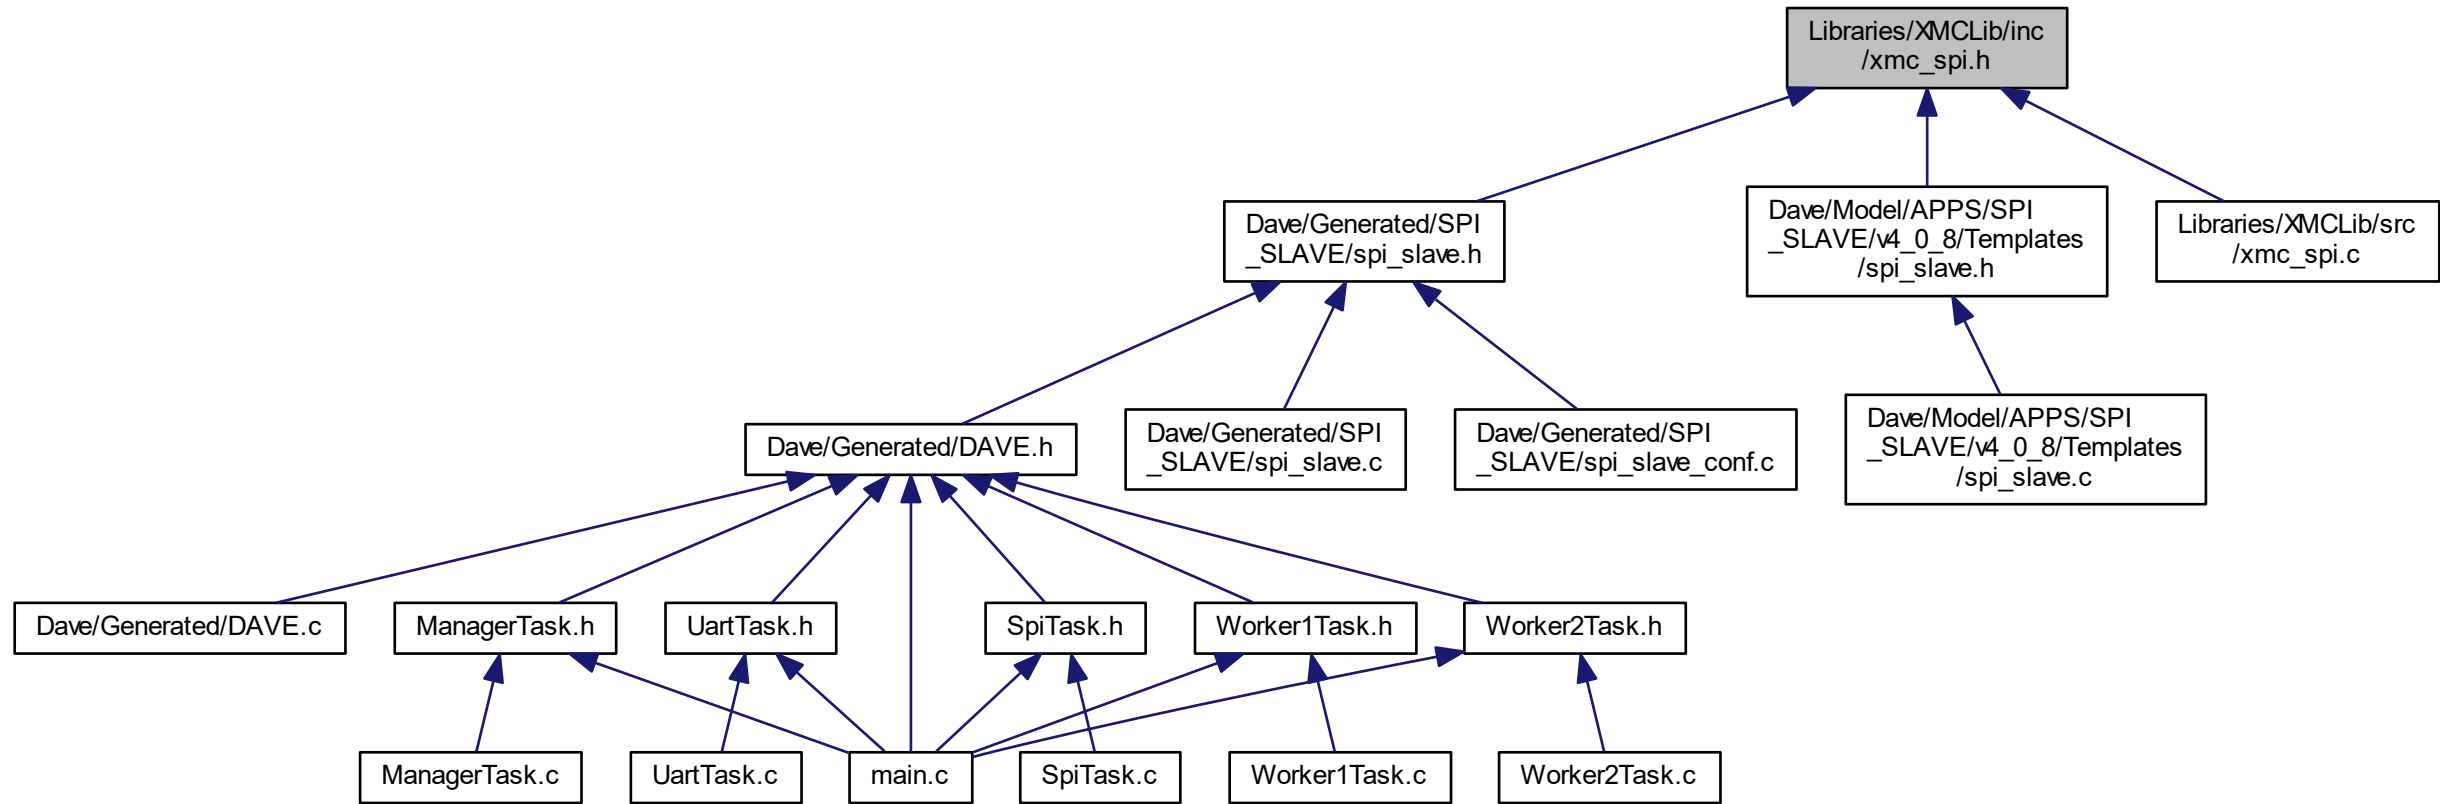 Libraries/XMCLib/inc
/xmc_spi.h
Dave/Generated/SPI
_SLAVE/spi_slave.h
Dave/Model/APPS/SPI
_SLAVE/v4_0_8/Templates
/spi_slave.h
Libraries/XMCLib/src
/xmc_spi.c
Dave/Generated/DAVE.h
Dave/Generated/SPI
_SLAVE/spi_slave.c
Dave/Generated/SPI
_SLAVE/spi_slave_conf.c
Dave/Model/APPS/SPI
_SLAVE/v4_0_8/Templates
/spi_slave.c
Dave/Generated/DAVE.c
ManagerTask.h
UartTask.h
SpiTask.h
Worker1Task.h
Worker2Task.h
ManagerTask.c
UartTask.c
main.c
SpiTask.c
Worker1Task.c
Worker2Task.c